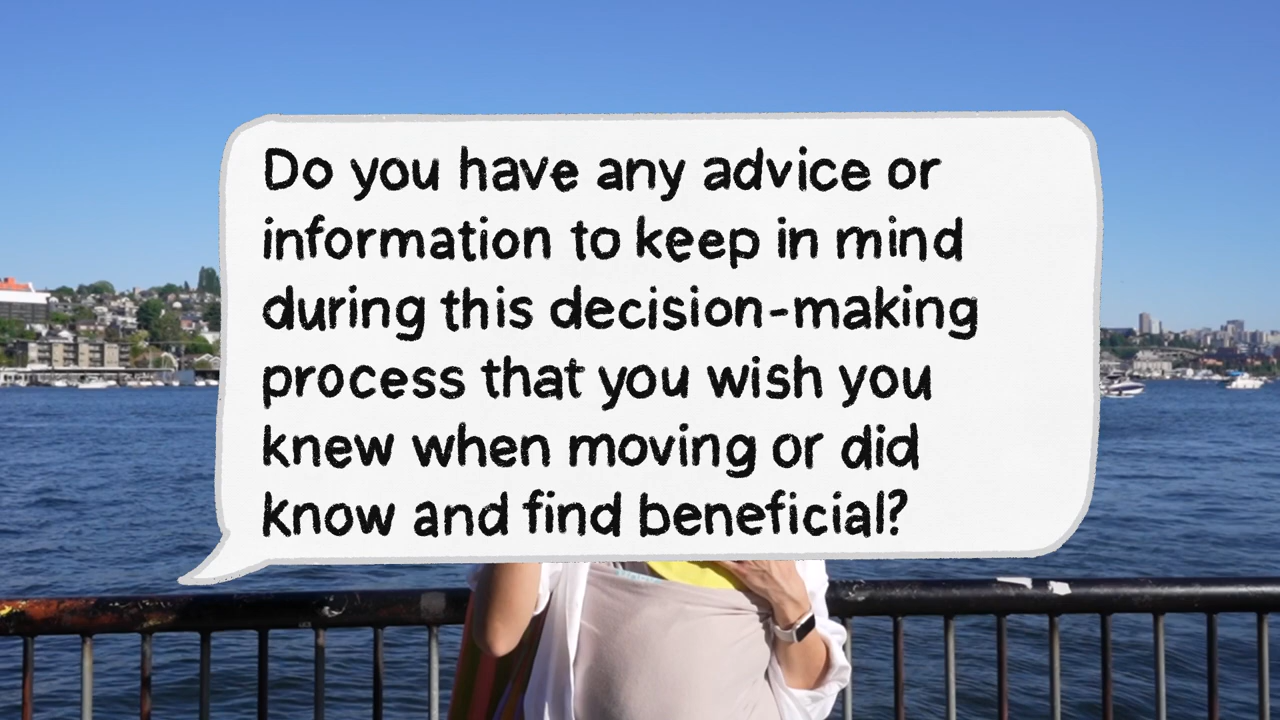 Do you have any advice or
information to keep in mind
during this decision-making
process that you wish you
knew when moving or did
know and find beneficial?